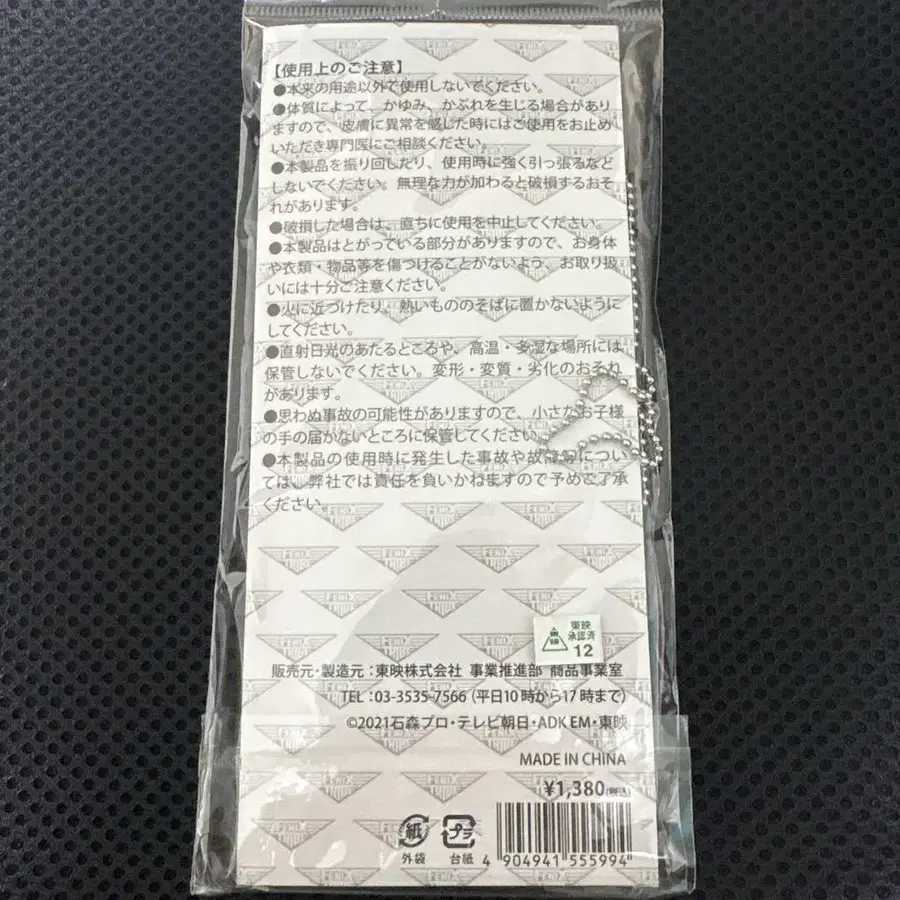 【使用上のご注意】
●本来の用途以外で使用しないでください。
●体質によって、かゆみ、かぶれを生じる場合があり
ますので、皮膚に異常を感じた時にはご使用をお止め
いただき専門医にご相談ください。
●本製品を振り回したり、使用時に強く引っ張るなど
しないでください。無理な力が加わると破損するおそ
れがあります。
●破損した場合は、直ちに使用を中止してください。
●本製品はとがっている部分がありますので、お身体
や衣類・物品等を傷つけることがないよう、お取り扱
いには十分ご注意ください。
●火に近づけたり、熱いもののそばに置かないように
してください。
●直射日光のあたるところや、高温・多湿な場所には
保管しないでください。変形・変質・劣化のおそれ
があります。
●思わぬ事故の可能性がありますので、小さなお子様
の手の届かないところに保管してください。
●本製品の使用時に発生した事故や故障等につい
ては、弊社では責任を負いかねますので予めご了承
ください。
FENIX
東映
承認済
12
販売元・製造元：東映株式会社 事業推進部 商品事業室
TEL：03-3535-7566（平日10時から17時まで）
©2021石森プロ・テレビ朝日・ADK EM・東映
MADE IN CHINA
¥1,380
紙 プラ
外袋 台紙
4 904941 555994